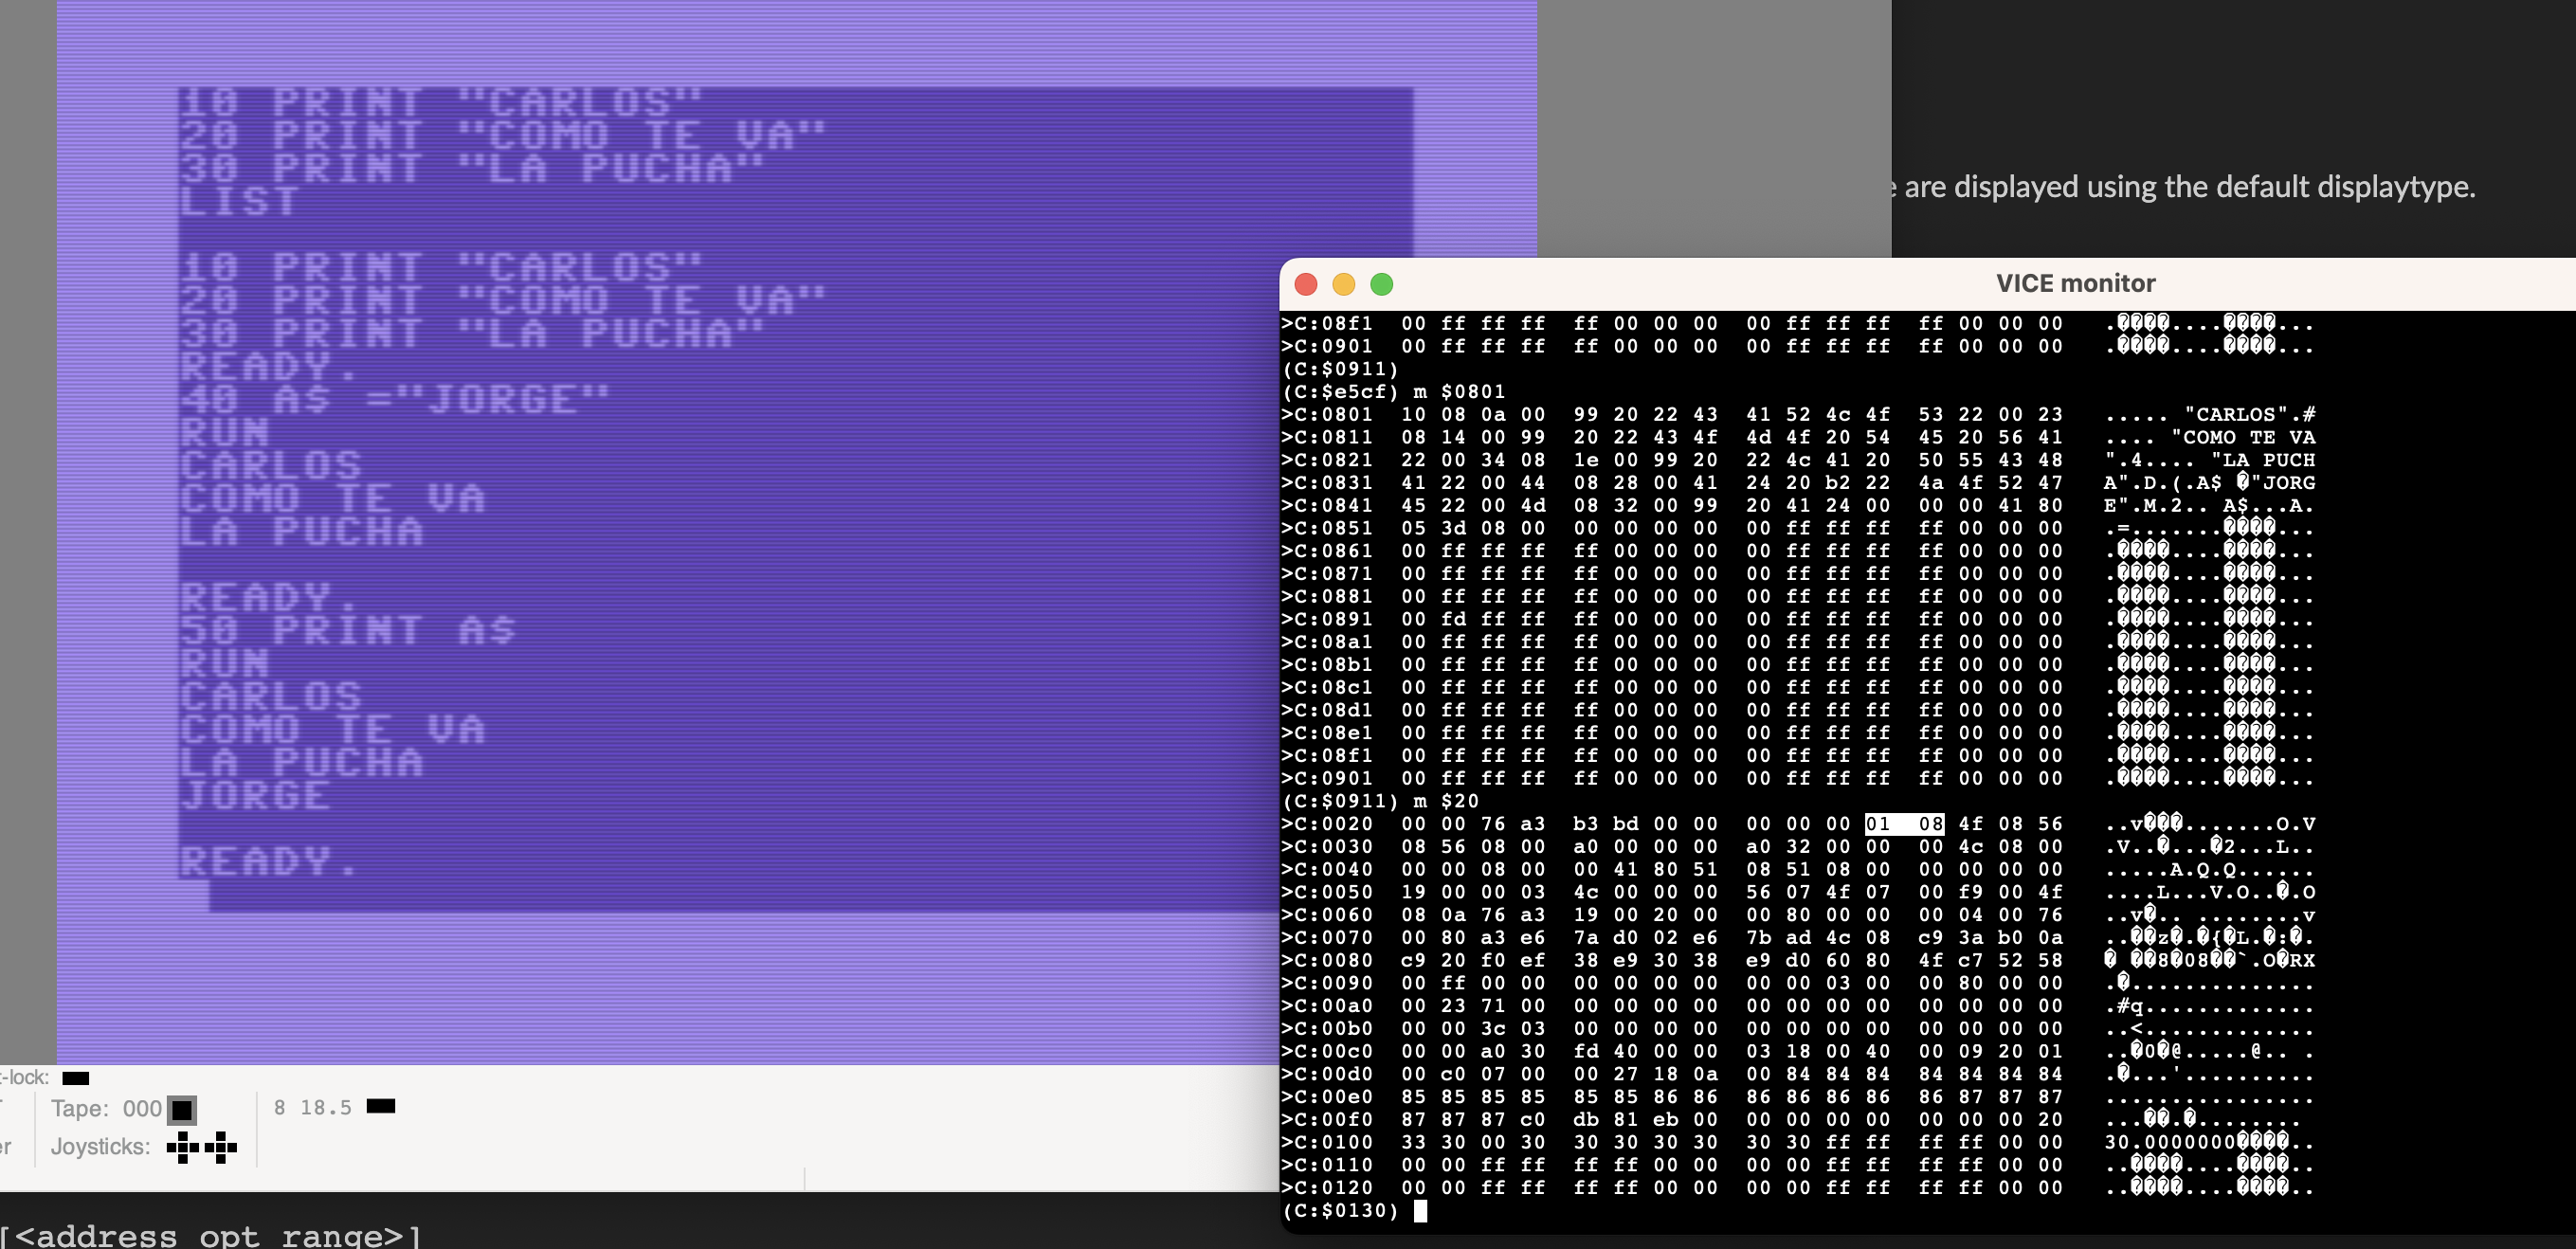 10 PRINT "CARLOS"
20 PRINT "COMO TE VA"
30 PRINT "LA PUCHA"
LIST
10 PRINT "CARLOS"
20 PRINT "COMO TE VA"
30 PRINT "LA PUCHA"
READY.
40 A$ ="JORGE"
RUN
CARLOS
COMO TE VA
LA PUCHA
READY.
50 PRINT A$
RUN
CARLOS
COMO TE VA
LA PUCHA
JORGE
READY.
t-lock:
Tape: 000
8 18.5
Joysticks:
[<address opt range>]
are displayed using the default displaytype.
VICE monitor
>C:08f1  00 ff ff ff  ff 00 00 00  00 ff ff ff  ff 00 00 00   .����....����...
>C:0901  00 ff ff ff  ff 00 00 00  00 ff ff ff  ff 00 00 00   .����....����...
(C:$0911)
(C:$e5cf) m $0801
>C:0801  10 08 0a 00  99 20 22 43  41 52 4c 4f  53 22 00 23   ..... "CARLOS".#
>C:0811  08 14 00 99  20 22 43 4f  4d 4f 20 54  45 20 56 41   .... "COMO TE VA
>C:0821  22 00 34 08  1e 00 99 20  22 4c 41 20  50 55 43 48   ".4.... "LA PUCH
>C:0831  41 22 00 44  08 28 00 41  24 20 b2 22  4a 4f 52 47   A".D.(.A$ �"JORG
>C:0841  45 22 00 4d  08 32 00 99  20 41 24 00  00 00 41 80   E".M.2.. A$...A.
>C:0851  05 3d 08 00  00 00 00 00  00 ff ff ff  ff 00 00 00   .=.......����...
>C:0861  00 ff ff ff  ff 00 00 00  00 ff ff ff  ff 00 00 00   .����....����...
>C:0871  00 ff ff ff  ff 00 00 00  00 ff ff ff  ff 00 00 00   .����....����...
>C:0881  00 ff ff ff  ff 00 00 00  00 ff ff ff  ff 00 00 00   .����....����...
>C:0891  00 fd ff ff  ff 00 00 00  00 ff ff ff  ff 00 00 00   .����....����...
>C:08a1  00 ff ff ff  ff 00 00 00  00 ff ff ff  ff 00 00 00   .����....����...
>C:08b1  00 ff ff ff  ff 00 00 00  00 ff ff ff  ff 00 00 00   .����....����...
>C:08c1  00 ff ff ff  ff 00 00 00  00 ff ff ff  ff 00 00 00   .����....����...
>C:08d1  00 ff ff ff  ff 00 00 00  00 ff ff ff  ff 00 00 00   .����....����...
>C:08e1  00 ff ff ff  ff 00 00 00  00 ff ff ff  ff 00 00 00   .����....����...
>C:08f1  00 ff ff ff  ff 00 00 00  00 ff ff ff  ff 00 00 00   .����....����...
>C:0901  00 ff ff ff  ff 00 00 00  00 ff ff ff  ff 00 00 00   .����....����...
(C:$0911) m $20
>C:0020  00 00 76 a3  b3 bd 00 00  00 00 00 01  08 4f 08 56   ..v���.......O.V
>C:0030  08 56 08 00  a0 00 00 00  a0 32 00 00  00 4c 08 00   .V..�...�2...L..
>C:0040  00 00 08 00  00 41 80 51  08 51 08 00  00 00 00 00   .....A.Q.Q......
>C:0050  19 00 00 03  4c 00 00 00  56 07 4f 07  00 f9 00 4f   ....L...V.O..�.O
>C:0060  08 0a 76 a3  19 00 20 00  00 80 00 00  00 04 00 76   ..v�.. ........v
>C:0070  00 80 a3 e6  7a d0 02 e6  7b ad 4c 08  c9 3a b0 0a   ..��z�.�{�L.�:�.
>C:0080  c9 20 f0 ef  38 e9 30 38  e9 d0 60 80  4f c7 52 58   � ��8�08��`.O�RX
>C:0090  00 ff 00 00  00 00 00 00  00 00 03 00  00 80 00 00   .�..............
>C:00a0  00 23 71 00  00 00 00 00  00 00 00 00  00 00 00 00   .#q.............
>C:00b0  00 00 3c 03  00 00 00 00  00 00 00 00  00 00 00 00   ..<.............
>C:00c0  00 00 a0 30  fd 40 00 00  03 18 00 40  00 09 20 01   ..�0�@.....@.. .
>C:00d0  00 c0 07 00  00 27 18 0a  00 84 84 84  84 84 84 84   .�...'..........
>C:00e0  85 85 85 85  85 85 86 86  86 86 86 86  86 87 87 87   ................
>C:00f0  87 87 87 c0  db 81 eb 00  00 00 00 00  00 00 00 20   ...��.�........
>C:0100  33 30 00 30  30 30 30 30  30 30 ff ff  ff ff 00 00   30.0000000����..
>C:0110  00 00 ff ff  ff ff 00 00  00 00 ff ff  ff ff 00 00   ..����....����..
>C:0120  00 00 ff ff  ff ff 00 00  00 00 ff ff  ff ff 00 00   ..����....����..
(C:$0130)